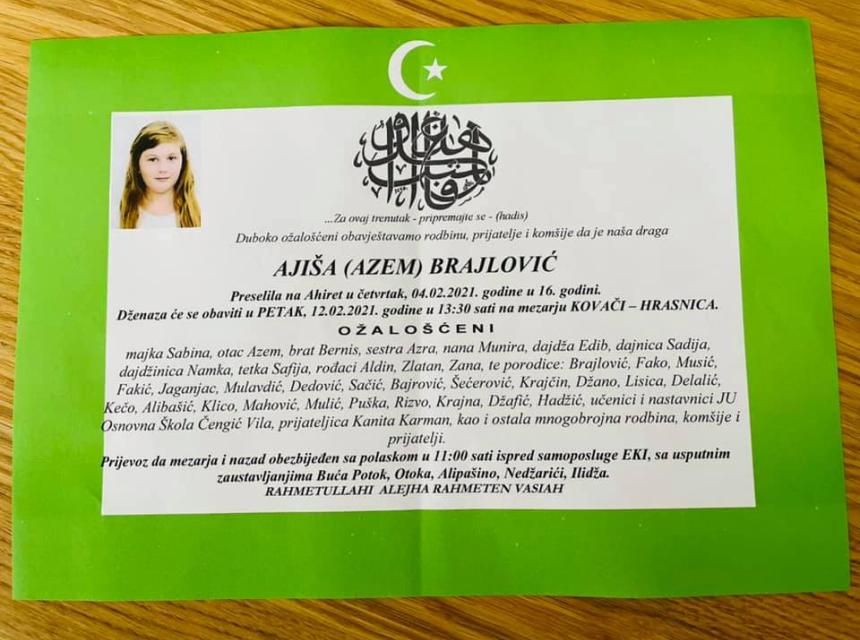 ...Za ovaj trenutak - pripremajte se - (hadis)
Duboko ožalošćeni obavještavamo rodbinu, prijatelje i komšije da je naša draga
AJIŠA (AZEM) BRAJLOVIĆ
Preselila na Ahiret u četvrtak, 04.02.2021. godine u 16. godini.
Dženaza će se obaviti u PETAK, 12.02.2021. godine u 13:30 sati na mezarju KOVAČI – HRASNICA.
OŽALOŠĆENI
majka Sabina, otac Azem, brat Bernis, sestra Azra, nana Munira, dajdža Edib, dajnica Sadija,
dajdžinica Namka, tetka Safija, rođaci Aldin, Zlatan, Zana, te porodice: Brajlović, Fako, Musić,
Fakić, Jaganjac, Mulavdić, Dedović, Sačić, Bajrović, Šećerović, Krajčin, Džano, Lisica, Delalić,
Kečo, Alibašić, Klico, Mahović, Mulić, Puška, Rizvo, Krajna, Džafić, Hadžić, učenici i nastavnici JU
Osnovna Škola Čengić Vila, prijateljica Kanita Karman, kao i ostala mnogobrojna rodbina, komšije i
prijatelji.
Prijevoz da mezarja i nazad obezbijeđen sa polaskom u 11:00 sati ispred samoposluge EKI, sa usputnim
zaustavljanjima Buća Potok, Otoka, Alipašino, Nedžarići, Ilidža.
RAHMETULLAHI ALEJHA RAHMETEN VASIAH